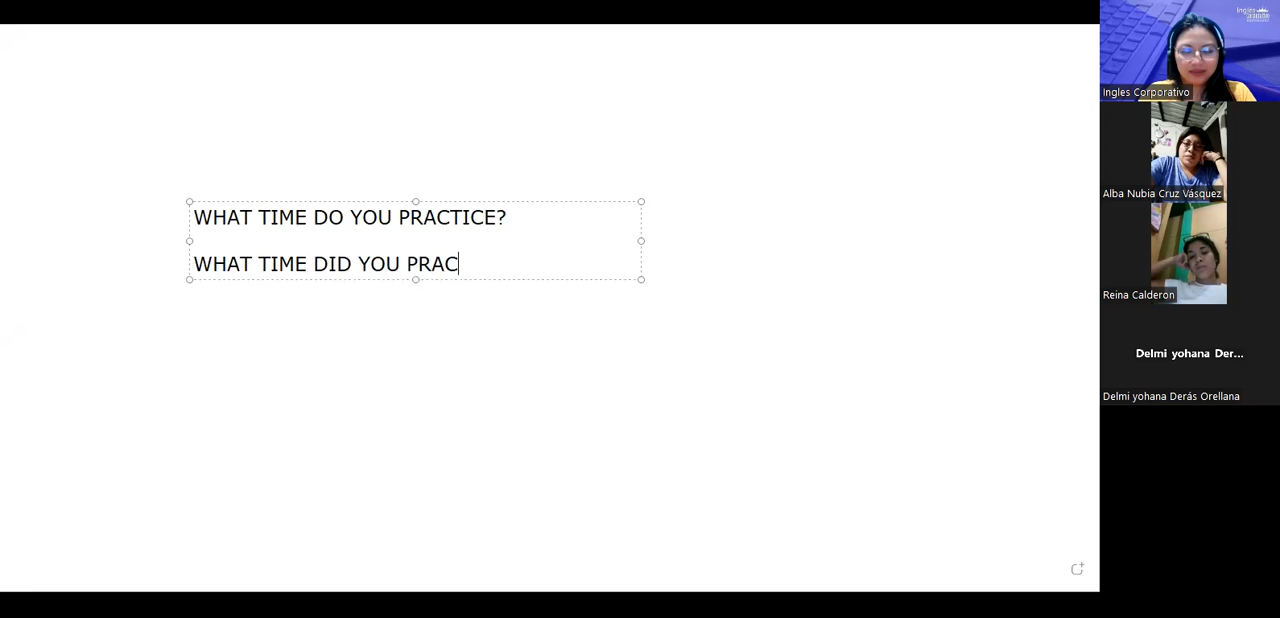 WHAT TIME DO YOU PRACTICE?
WHAT TIME DID YOU PRAC
Ingles Corporativo
Alba Nubia Cruz Vásquez
Reina Calderon
Delmi yohana Der...
Delmi yohana Derás Orellana